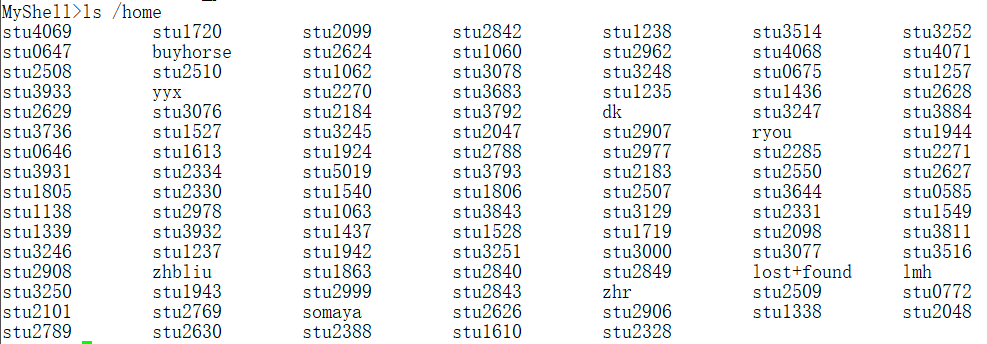 MyShell>ls /home
stu4069 stu1720 stu2099 stu2842 stu1238 stu3514 stu3252
stu0647 buyhorse stu2624 stu1060 stu2962 stu4068 stu4071
stu2508 stu2510 stu1062 stu3078 stu3248 stu0675 stu1257
stu3933 yyx stu2270 stu3683 stu1235 stu1436 stu2628
stu2629 stu3076 stu2184 stu3792 dk stu3247 stu3884
stu3736 stu1527 stu3245 stu2047 stu2907 ryou stu1944
stu0646 stu1613 stu1924 stu2788 stu2977 stu2285 stu2271
stu3931 stu2334 stu5019 stu3793 stu2183 stu2550 stu2627
stu1805 stu2330 stu1540 stu1806 stu2507 stu3644 stu0585
stu1138 stu2978 stu1063 stu3843 stu3129 stu2331 stu1549
stu1339 stu3932 stu1437 stu1528 stu1719 stu2098 stu3811
stu3246 stu1237 stu1942 stu3251 stu3000 stu3077 stu3516
stu2908 zhbliu stu1863 stu2840 stu2849 lost+found lmh
stu3250 stu1943 stu2999 stu2843 zhr stu2509 stu0772
stu2101 stu2769 somaya stu2626 stu2906 stu1338 stu2048
stu2789 stu2630 stu2388 stu1610 stu2328